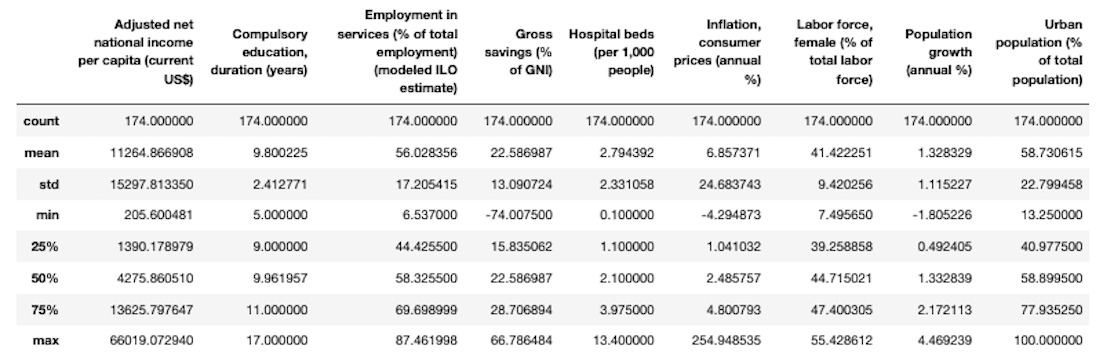 Adjusted net national income per capita (current US$) Compulsory education, duration (years) Employment in services (% of total employment) (modeled ILO estimate) Gross savings (% of GNI) Hospital beds (per 1,000 people) Inflation, consumer prices (annual %) Labor force, female (% of total labor force) Population growth (annual %) Urban population (% of total population)
count 174.000000 174.000000 174.000000 174.000000 174.000000 174.000000 174.000000 174.000000 174.000000
mean 11264.866908 9.800225 56.028356 22.586987 2.794392 6.857371 41.422251 1.328329 58.730615
std 15297.813350 2.412771 17.205415 13.090724 2.331058 24.683743 9.420256 1.115227 22.799458
min 205.600481 5.000000 6.537000 -74.007500 0.100000 -4.294873 7.495650 -1.805226 13.250000
25% 1390.178979 9.000000 44.425500 15.835062 1.100000 1.041032 39.258858 0.492405 40.977500
50% 4275.860510 9.961957 58.325500 22.586987 2.100000 2.485757 44.715021 1.332839 58.899500
75% 13625.797647 11.000000 69.698999 28.706894 3.975000 4.800793 47.400305 2.172113 77.935250
max 66019.072940 17.000000 87.461998 66.786484 13.400000 254.948535 55.428612 4.469239 100.000000